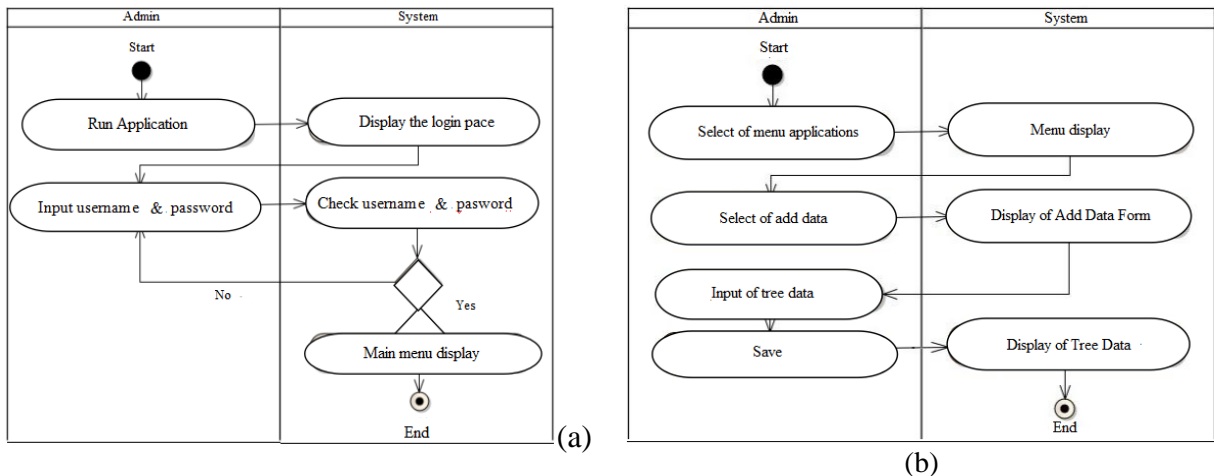 Admin
System
Start
Run Application
Display the login pace
Input username & password
Check username & pasword
No
Yes
Main menu display
End
(a)
Admin
System
Start
Select of menu applications
Menu display
Select of add data
Display of Add Data Form
Input of tree data
Save
Display of Tree Data
End
(b)